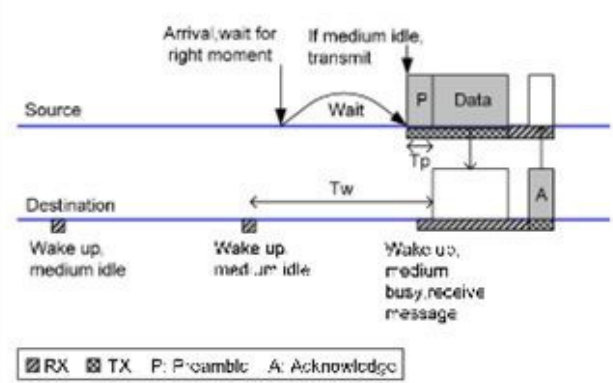 Arrival,wait for
right moment
If medium idle,
transmit
Source
Wait
P
Data
Tp
Tw
A
Destination
Wake up,
medium idle
Wake up,
medium idle
Wake up,
medium
busy,receive
message
RX TX P: Preamble A: Acknowledge